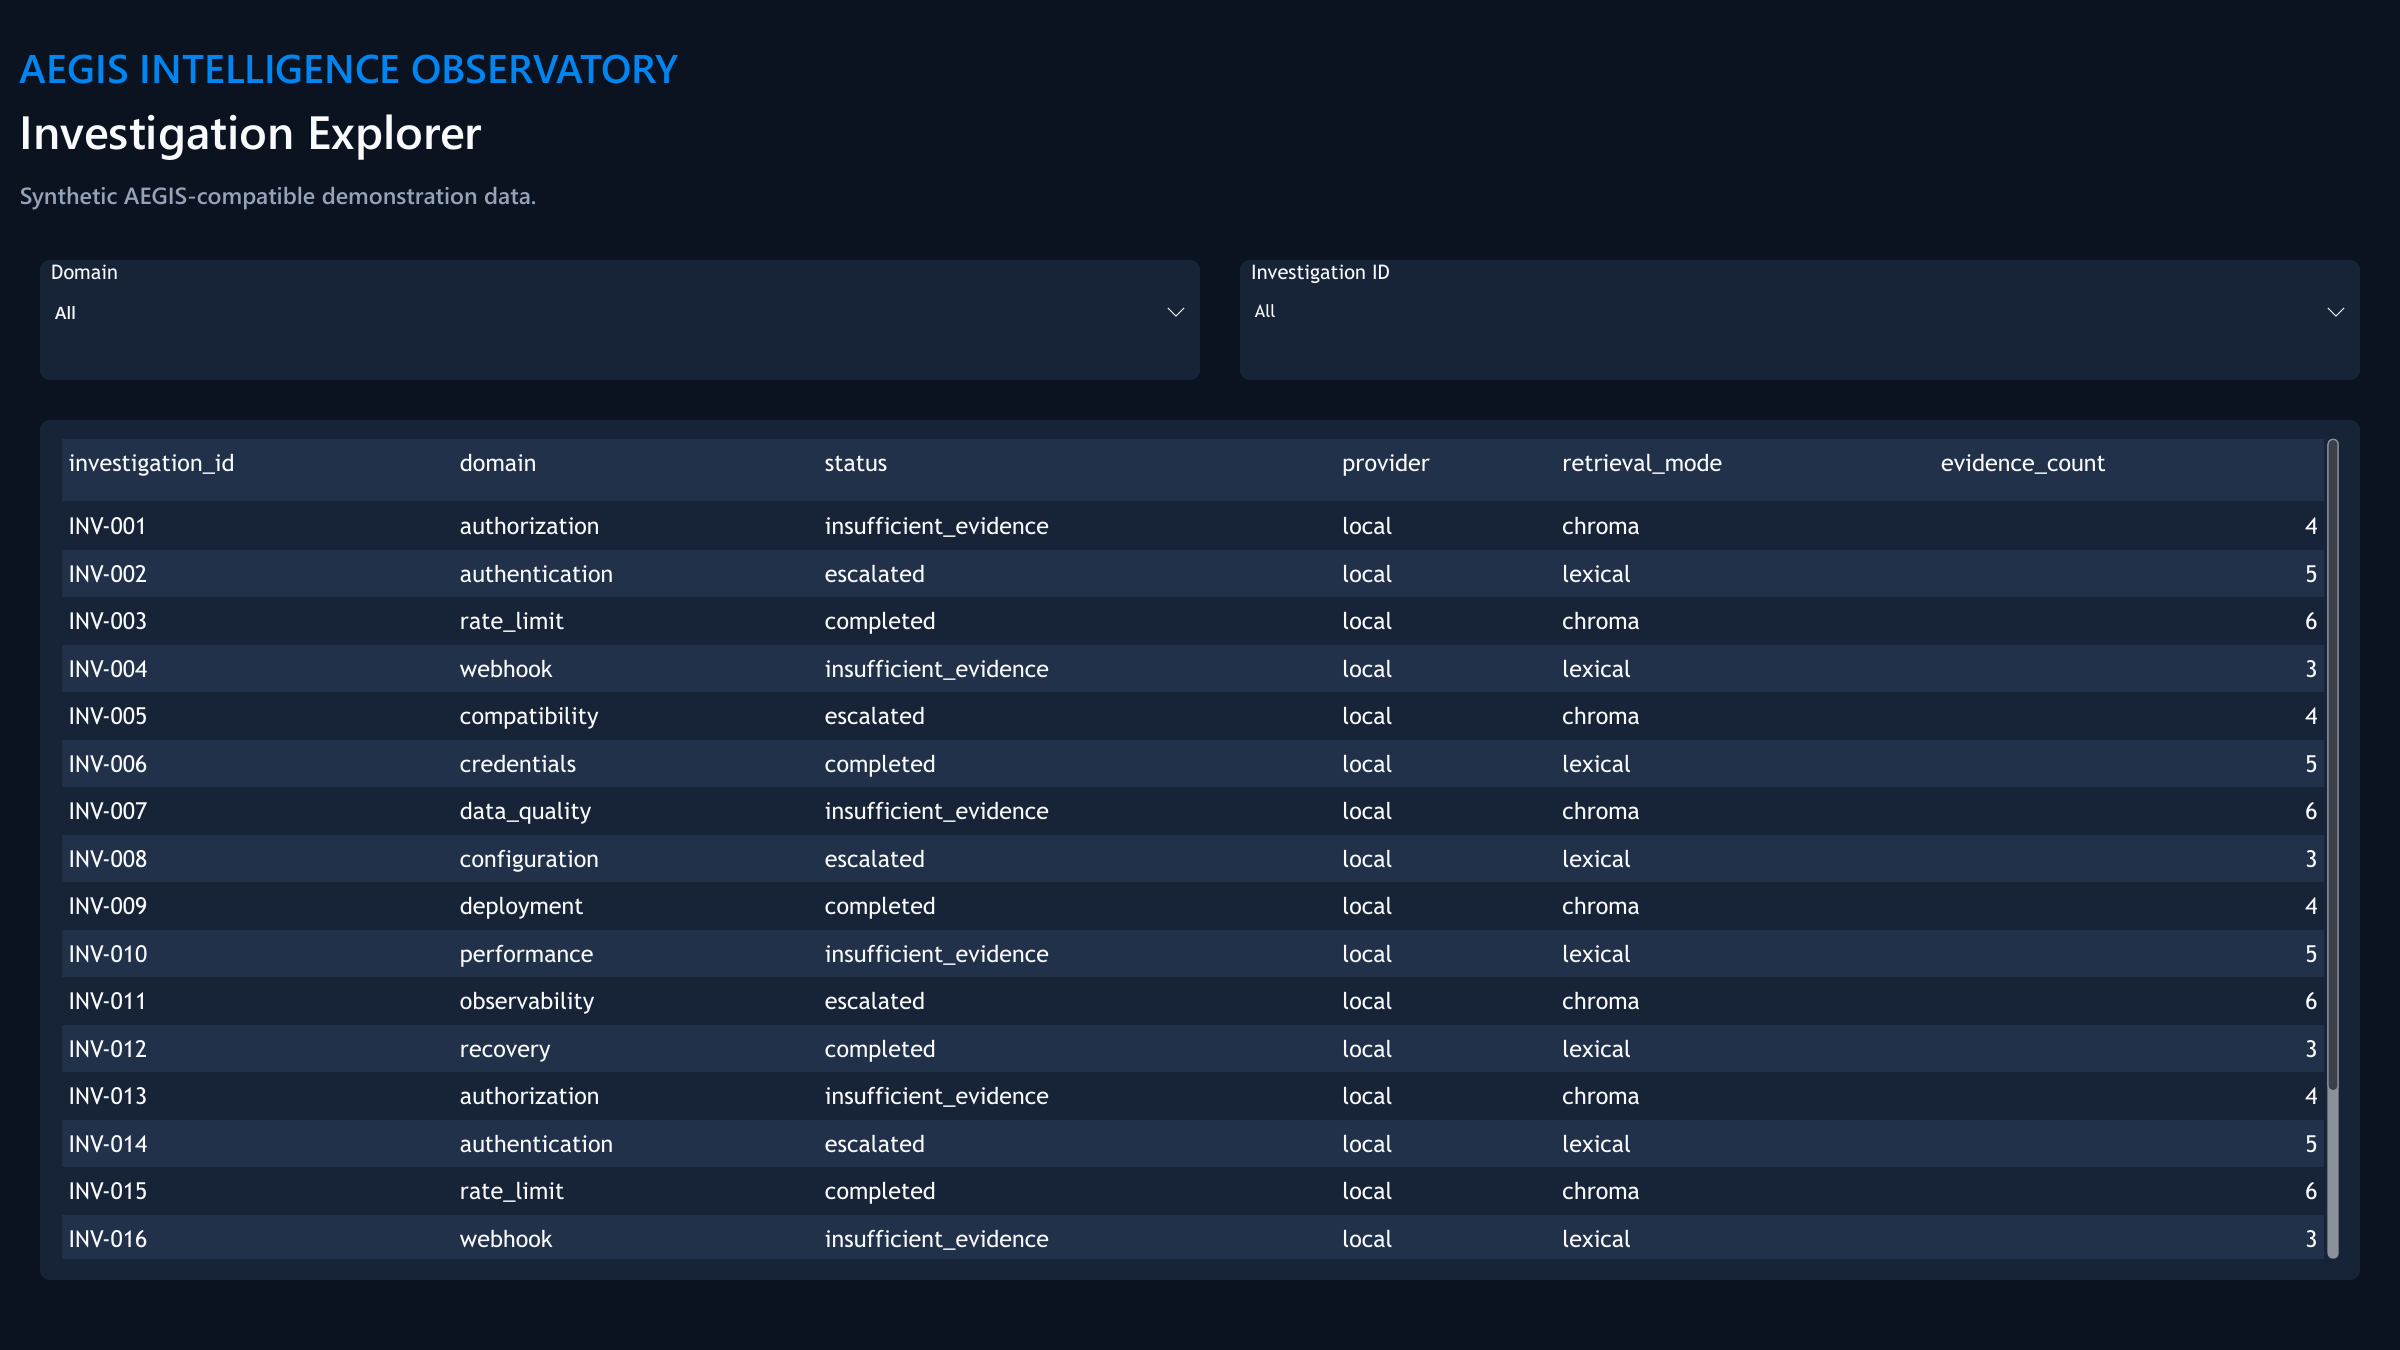 AEGIS INTELLIGENCE OBSERVATORY
Investigation Explorer
Synthetic AEGIS-compatible demonstration data.
Domain
All
Investigation ID
All
investigation_id domain status provider retrieval_mode evidence_count
INV-001 authorization insufficient_evidence local chroma 4
INV-002 authentication escalated local lexical 5
INV-003 rate_limit completed local chroma 6
INV-004 webhook insufficient_evidence local lexical 3
INV-005 compatibility escalated local chroma 4
INV-006 credentials completed local lexical 5
INV-007 data_quality insufficient_evidence local chroma 6
INV-008 configuration escalated local lexical 3
INV-009 deployment completed local chroma 4
INV-010 performance insufficient_evidence local lexical 5
INV-011 observability escalated local chroma 6
INV-012 recovery completed local lexical 3
INV-013 authorization insufficient_evidence local chroma 4
INV-014 authentication escalated local lexical 5
INV-015 rate_limit completed local chroma 6
INV-016 webhook insufficient_evidence local lexical 3